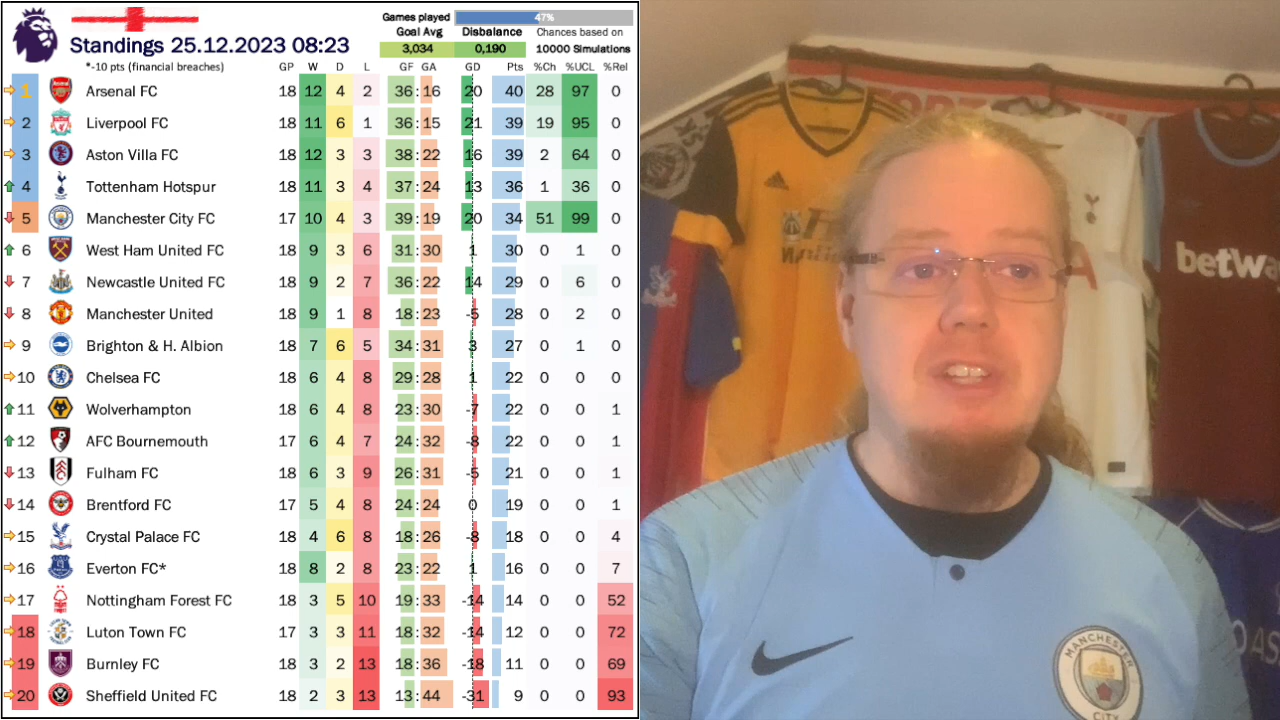 Standings 25.12.2023 08:23
*-10 pts (financial breaches)
Games played 47%
Goal Avg Disbalance Chances based on
3,034 0,190 10000 Simulations
GP W D L GF GA GD Pts %Ch %UCL %Rel
1 Arsenal FC 18 12 4 2 36:16 20 40 28 97 0
2 Liverpool FC 18 11 6 1 36:15 21 39 19 95 0
3 Aston Villa FC 18 12 3 3 38:22 16 39 2 64 0
4 Tottenham Hotspur 18 11 3 4 37:24 13 36 1 36 0
5 Manchester City FC 17 10 4 3 39:19 20 34 51 99 0
6 West Ham United FC 18 9 3 6 31:30 1 30 0 1 0
7 Newcastle United FC 18 9 2 7 36:22 14 29 0 6 0
8 Manchester United 18 9 1 8 18:23 -5 28 0 2 0
9 Brighton & H. Albion 18 7 6 5 34:31 3 27 0 1 0
10 Chelsea FC 18 6 4 8 29:28 1 22 0 0 0
11 Wolverhampton 18 6 4 8 23:30 -7 22 0 0 1
12 AFC Bournemouth 17 6 4 7 24:32 -8 22 0 0 1
13 Fulham FC 18 6 3 9 26:31 -5 21 0 0 1
14 Brentford FC 17 5 4 8 24:24 0 19 0 0 1
15 Crystal Palace FC 18 4 6 8 18:26 -8 18 0 0 4
16 Everton FC* 18 8 2 8 23:22 1 16 0 0 7
17 Nottingham Forest FC 18 3 5 10 19:33 -14 14 0 0 52
18 Luton Town FC 17 3 3 11 18:32 -14 12 0 0 72
19 Burnley FC 18 3 2 13 18:36 -18 11 0 0 69
20 Sheffield United FC 18 2 3 13 13:44 -31 9 0 0 93
betwa
MANCHESTER
CITY